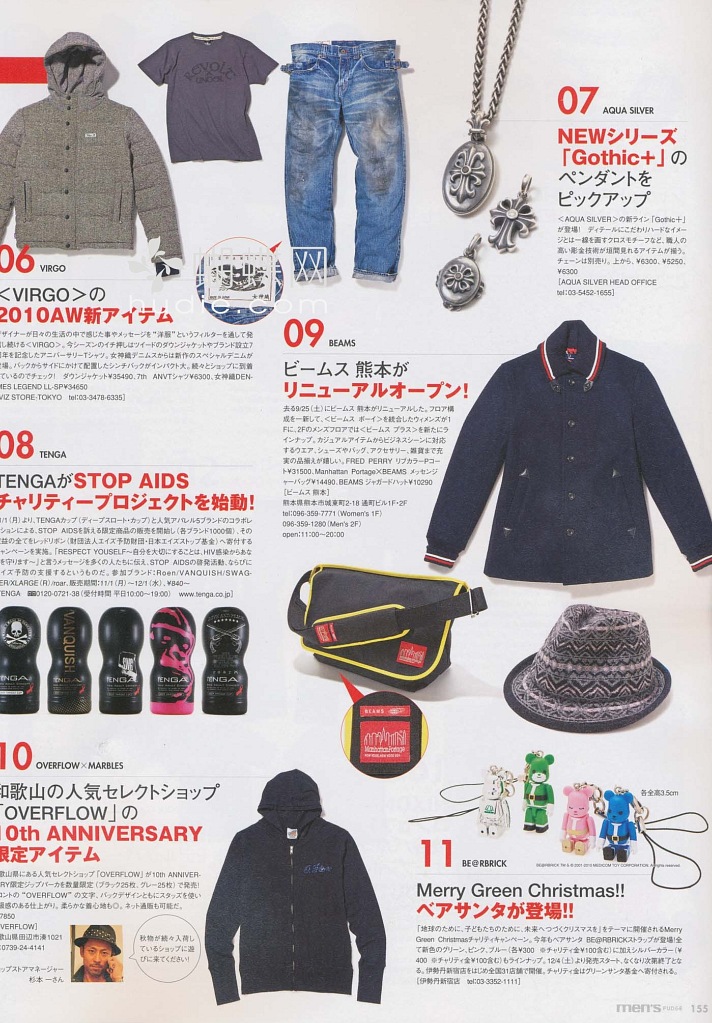 REVOLT
07 AQUA SILVER
NEWシリーズ
「Gothic＋」の
ペンダントを
ピックアップ
＜AQUA SILVER＞の新ライン「Gothic＋」
が登場！ ディテールにこだわりハードなイメー
ジとは一線を画すクロスモチーフなど、職人の
高い彫金技術が垣間見れるアイテムが揃う。
チェーンは別売り。上から、¥6300、¥5250、
¥6300
［AQUA SILVER HEAD OFFICE
tel:03-5452-1655］
06 VIRGO
＜VIRGO＞の
2010AW新アイテム
デザイナーが日々の生活の中で感じた事やメッセージを“洋服”というフィルターを通して発
信し続ける＜VIRGO＞。今シーズンのイチ押しはツイードのダウンジャケットやブランド設立7
周年を記念したアニバーサリーTシャツ。女神織デニムスからは新作のスペシャルデニムが
登場。バックからサイドにかけて配置したシンチバックがインパクト大。続々とショップに到着
しているのでチェック！ ダウンジャケット¥35490、7th ANVTシャツ¥6300、女神織DEN-
IMES LEGEND LL-SP¥34650
VIZ STORE-TOKYO tel:03-3478-6335］
09 BEAMS
ビームス 熊本が
リニューアルオープン！
去る9/25（土）にビームス 熊本がリニューアルした。フロア構
成を一新して、＜ビームス ボーイ＞を統合したウィメンズが
1Fに、2Fのメンズフロアでは＜ビームス プラス＞を新たにラ
インナップ。カジュアルアイテムからビジネスシーンに対応
するウエア、シューズやバッグ、アクセサリー、雑貨まで充
実の品揃えが嬉しい。FRED PERRY リブカラーPコー
ト¥31500、Manhattan Portage×BEAMS メッセンジ
ャーバッグ¥14490、BEAMS ジャガードハット¥10290
［ビームス 熊本］
熊本県熊本市城東町2-18 通町ビル1F・2F
tel:096-359-7771（Women's 1F）
096-359-1280（Men's 2F）
open:11:00〜20:00
08 TENGA
TENGAがSTOP AIDS
チャリティープロジェクトを始動！
11/1（月）より、TENGAカップ（ディープスロート・カップ）と人気アパレル5ブランドのコラボレ
ーションによる、STOP AIDSを訴える限定商品の販売を開始し（各ブランド1000個）、その
収益の全てをレッドリボン（財団法人エイズ予防財団・日本エイズストップ基金）へ寄付する
キャンペーンを実施。「RESPECT YOUSELF〜自分を大切にすることは、HIV感染からあな
たを守ります〜」と言うメッセージを多くの人たちに伝え、STOP AIDSの啓発活動、ならびに
エイズ予防の支援するというものだ。参加ブランド：Roen/VANQUISH/SWAG-
GER/XLARGE（R）/roar、販売期間：11/1（月）〜12/1（水）、¥840〜
TENGA 0120-0721-38（受付時間 平日10:00〜19:00） www.tenga.co.jp］
TENGA
VANQUISH
TENGA
TENGA
TENGA
BEAMS
Manhattan Portage
10 OVERFLOW×MARBLES
和歌山の人気セレクトショップ
「OVERFLOW」の
10th ANNIVERSARY
限定アイテム
和歌山県にある人気セレクトショップ「OVERFLOW」が10th ANNIVER-
SARY限定ジップパーカを数量限定（ブラック25枚、グレー25枚）で発売！
フロントの“OVERFLOW”の文字、バックデザインともにスタッズを使い
高級感のある仕上がり。柔らかな着心地も◎。ネット通販も可能だ。
7850
OVERFLOW］
和歌山県田辺市湊1021
tel:0739-24-4141
ショップストアマネージャー
杉本 一さん
秋物が続々入荷し
ているショップに遊
びに来てください！
各全高3.5cm
BE@RBRICK TM & © 2001-2010 MEDICOM TOY CORPORATION. All rights reserved.
11 BE@RBRICK
Merry Green Christmas!!
ベアサンタが登場!!
「地球のために、子どもたちのために、未来へつづくクリスマスを」をテーマに開催されるMerry
Green Christmasチャリティキャンペーン。今年もベアサンタ BE@RBRICKストラップが登場！全
て新色のグリーン、ピンク、ブルー（各¥300 ※チャリティ金¥100含む）に加えシルバーカラー（¥
400 ※チャリティ金¥100含む）もラインナップ。12/4（土）より発売スタート、なくなり次第終了とな
る。伊勢丹新宿店をはじめ全国31店舗で開催。チャリティ金はグリーンサンタ基金へ寄付される。
［伊勢丹新宿店 tel:03-3352-1111］
men's FUDGE 155